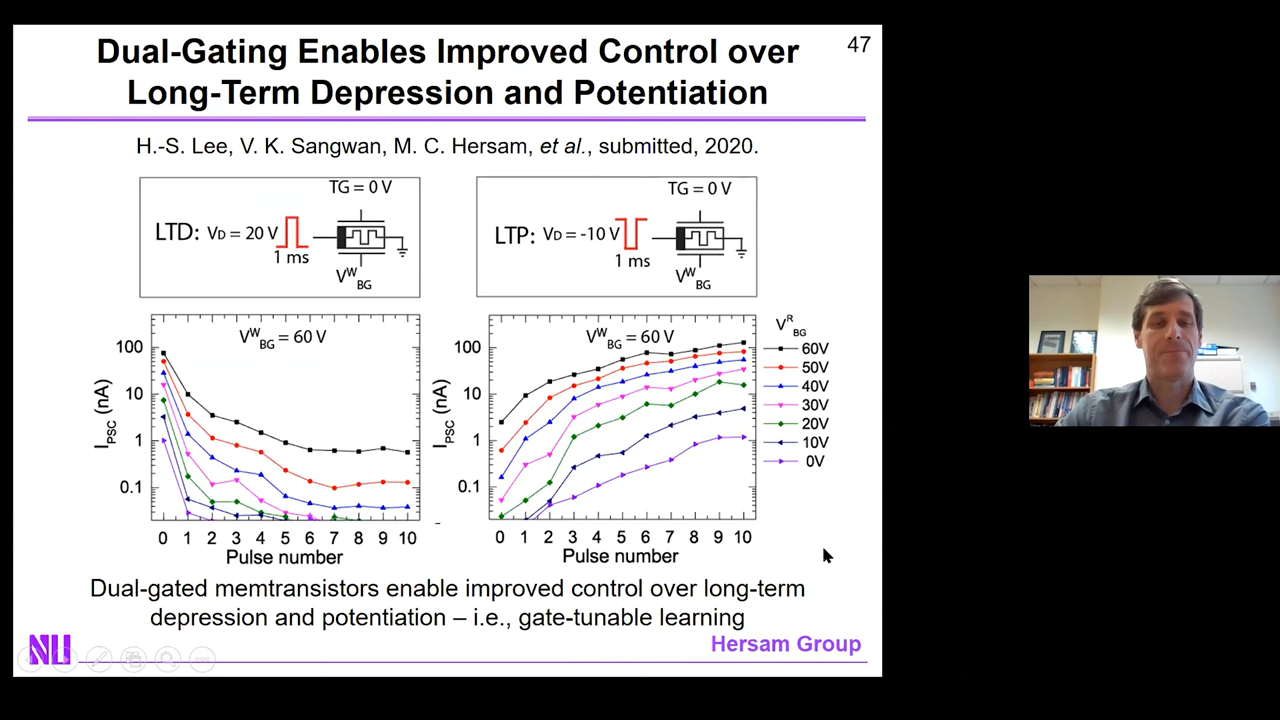 Dual-Gating Enables Improved Control over
Long-Term Depression and Potentiation
47
H.-S. Lee, V. K. Sangwan, M. C. Hersam, et al., submitted, 2020.
TG = 0 V
LTD: VD = 20 V
1 ms
VWBG
TG = 0 V
LTP: VD = -10 V
1 ms
VWBG
VWBG = 60 V
100
10
1
0.1
IPSC (nA)
0 1 2 3 4 5 6 7 8 9 10
Pulse number
VWBG = 60 V
100
10
1
0.1
IPSC (nA)
0 1 2 3 4 5 6 7 8 9 10
Pulse number
VRBG
60V
50V
40V
30V
20V
10V
0V
Dual-gated memtransistors enable improved control over long-term
depression and potentiation – i.e., gate-tunable learning
NU
Hersam Group